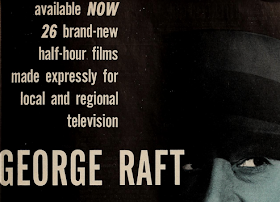 available NOW
26 brand-new
half-hour films
made expressly for
local and regional
television
GEORGE RAFT